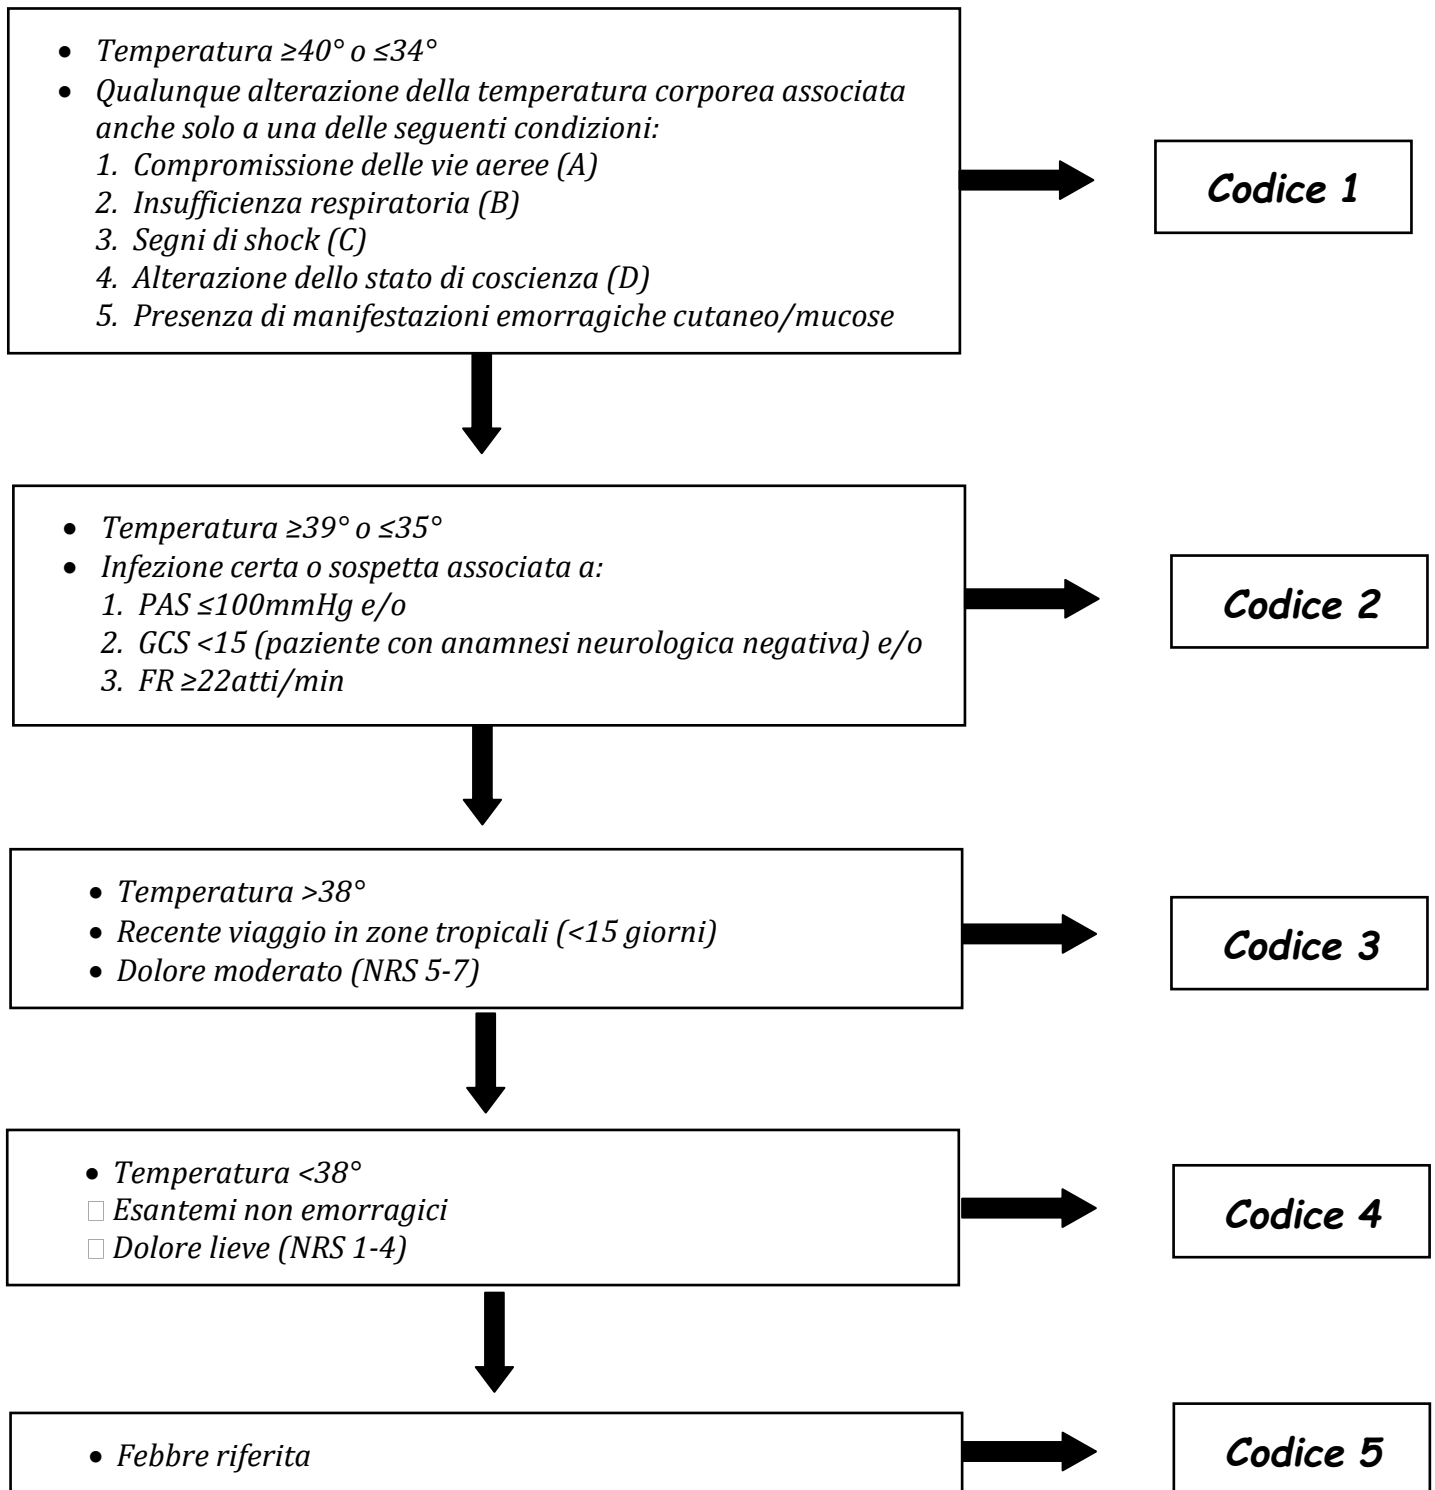 • Temperatura ≥40° o ≤34°
• Qualunque alterazione della temperatura corporea associata
anche solo a una delle seguenti condizioni:
1. Compromissione delle vie aeree (A)
2. Insufficienza respiratoria (B)
3. Segni di shock (C)
4. Alterazione dello stato di coscienza (D)
5. Presenza di manifestazioni emorragiche cutaneo/mucose
Codice 1
• Temperatura ≥39° o ≤35°
• Infezione certa o sospetta associata a:
1. PAS ≤100mmHg e/o
2. GCS <15 (paziente con anamnesi neurologica negativa) e/o
3. FR ≥22atti/min
Codice 2
• Temperatura >38°
• Recente viaggio in zone tropicali (<15 giorni)
• Dolore moderato (NRS 5-7)
Codice 3
• Temperatura <38°
□ Esantemi non emorragici
□ Dolore lieve (NRS 1-4)
Codice 4
• Febbre riferita
Codice 5